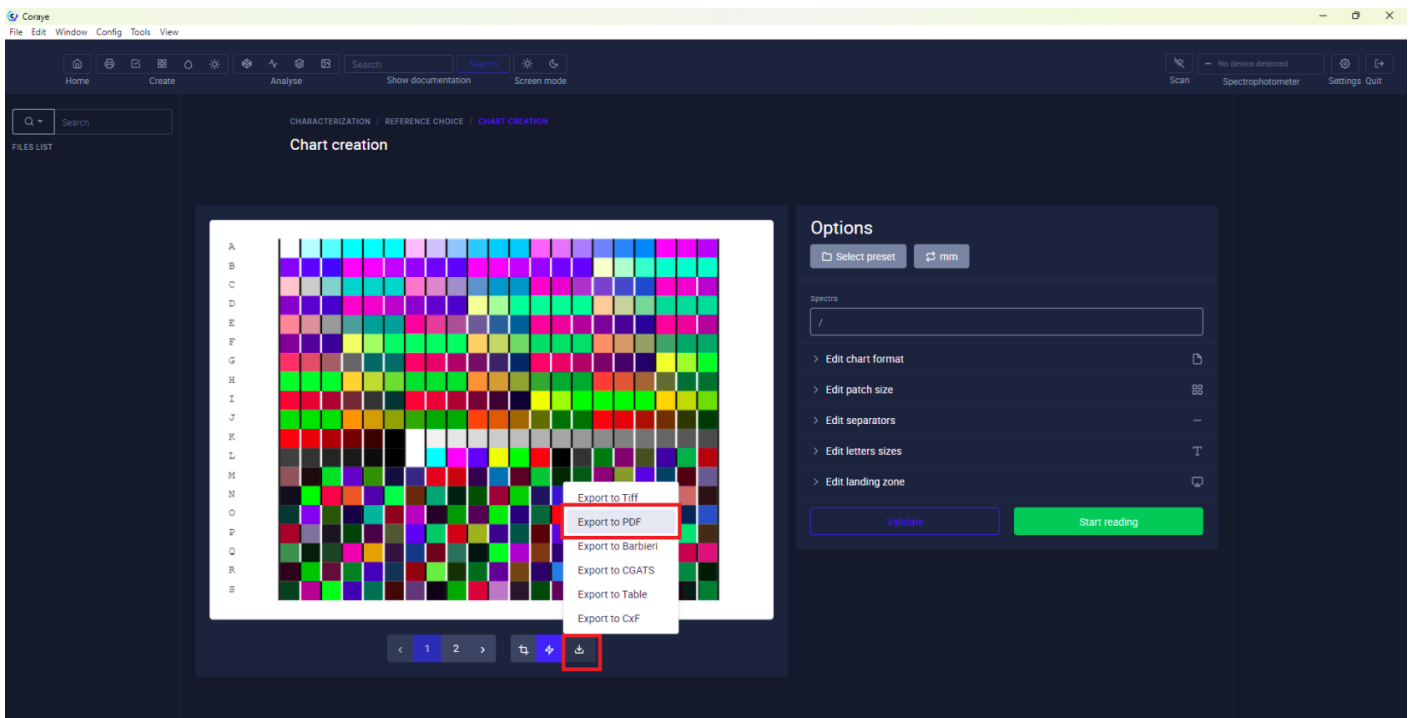 Coraye
File Edit Window Config Tools View
Search Search No device detected
Home Create Analyse Show documentation Screen mode Scan Spectrophotometer Settings Quit
Search
FILES LIST
CHARACTERIZATION / REFERENCE CHOICE / CHART CREATION
Chart creation
A
B
C
D
E
F
G
H
I
J
K
L
M
N
O
P
Q
R
S
Export to Tiff
Export to PDF
Export to Barbieri
Export to CGATS
Export to Table
Export to CxF
1 2
Options
Select preset mm
Spectro
/
Edit chart format
Edit patch size
Edit separators
Edit letters sizes
Edit landing zone
Validate Start reading